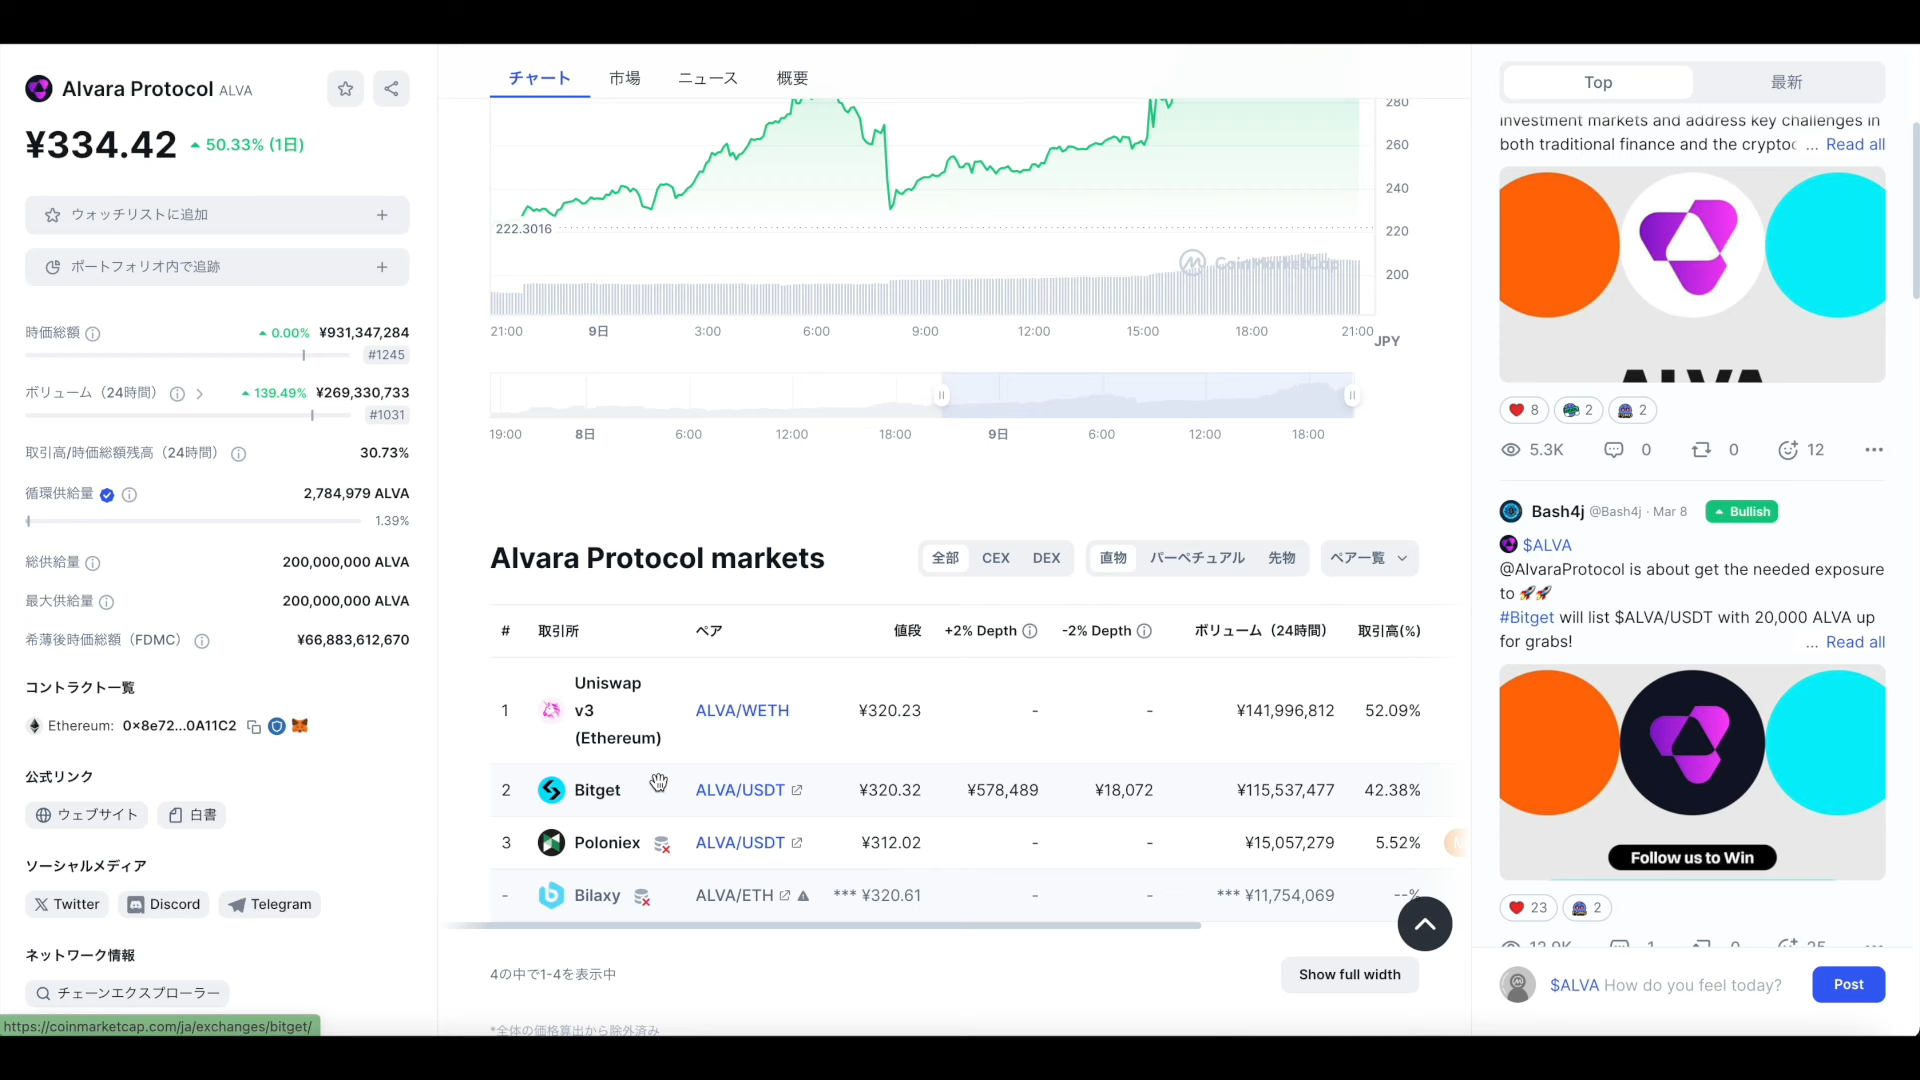 Alvara Protocol ALVA
¥334.42 50.33% (1日)
ウォッチリストに追加 +
ポートフォリオ内で追跡 +
時価総額 0.00% ¥931,347,284
#1245
ボリューム（24時間） 139.49% ¥269,330,733
#1031
取引高/時価総額残高（24時間） 30.73%
循環供給量 2,784,979 ALVA
1.39%
総供給量 200,000,000 ALVA
最大供給量 200,000,000 ALVA
希薄後時価総額（FDMC） ¥66,883,612,670
コントラクト一覧
Ethereum: 0x8e72...0A11C2
公式リンク
ウェブサイト 白書
ソーシャルメディア
Twitter Discord Telegram
ネットワーク情報
チェーンエクスプローラー
https://coinmarketcap.com/ja/exchanges/bitget/
チャート 市場 ニュース 概要
280
260
240
222.3016
220
CoinMarketCap
200
21:00 9日 3:00 6:00 9:00 12:00 15:00 18:00 21:00
JPY
19:00 8日 6:00 12:00 18:00 9日 6:00 12:00 18:00
Alvara Protocol markets 全部 CEX DEX 直物 パーペチュアル 先物 ペア一覧
# 取引所 ペア 値段 +2% Depth -2% Depth ボリューム（24時間） 取引高(%)
1 Uniswap v3 (Ethereum) ALVA/WETH ¥320.23 - - ¥141,996,812 52.09%
2 Bitget ALVA/USDT ¥320.32 ¥578,489 ¥18,072 ¥115,537,477 42.38%
3 Poloniex ALVA/USDT ¥312.02 - - ¥15,057,279 5.52%
- Bilaxy ALVA/ETH *** ¥320.61 - - *** ¥11,754,069 --%
4の中で1-4を表示中 Show full width
*全体の価格算出から除外済み
Top 最新
investment markets and address key challenges in
both traditional finance and the crypto ... Read all
ALVA
8 2 2
5.3K 0 0 12
Bash4j @Bash4j · Mar 8 Bullish
$ALVA
@AlvaraProtocol is about get the needed exposure
to 🚀🚀
#Bitget will list $ALVA/USDT with 20,000 ALVA up
for grabs! ... Read all
Follow us to Win
23 2
$ALVA How do you feel today? Post